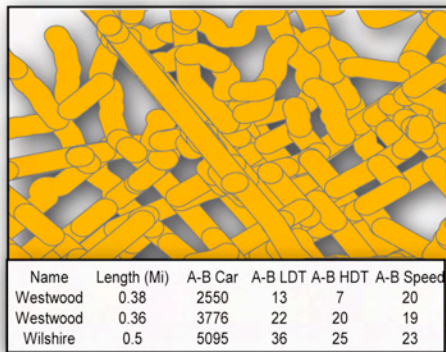 Name Length (Mi) A-B Car A-B LDT A-B HDT A-B Speed
Westwood 0.38 2550 13 7 20
Westwood 0.36 3776 22 20 19
Wilshire 0.5 5095 36 25 23